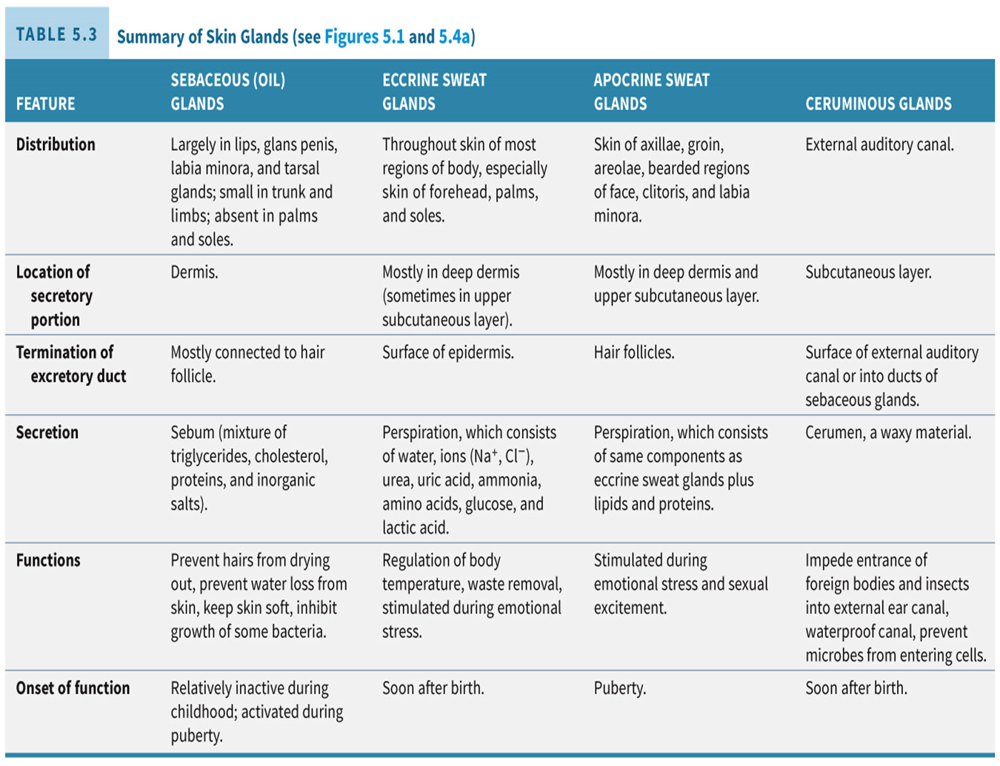 TABLE 5.3 Summary of Skin Glands (see Figures 5.1 and 5.4a)
FEATURE
SEBACEOUS (OIL)
GLANDS
ECCRINE SWEAT
GLANDS
APOCRINE SWEAT
GLANDS
CERUMINOUS GLANDS
Distribution
Largely in lips, glans penis,
labia minora, and tarsal
glands; small in trunk and
limbs; absent in palms
and soles.
Throughout skin of most
regions of body, especially
skin of forehead, palms,
and soles.
Skin of axillae, groin,
areolae, bearded regions
of face, clitoris, and labia
minora.
External auditory canal.
Location of
secretory
portion
Dermis.
Mostly in deep dermis
(sometimes in upper
subcutaneous layer).
Mostly in deep dermis and
upper subcutaneous layer.
Subcutaneous layer.
Termination of
excretory duct
Mostly connected to hair
follicle.
Surface of epidermis.
Hair follicles.
Surface of external auditory
canal or into ducts of
sebaceous glands.
Secretion
Sebum (mixture of
triglycerides, cholesterol,
proteins, and inorganic
salts).
Perspiration, which consists
of water, ions (Na⁺, Cl⁻),
urea, uric acid, ammonia,
amino acids, glucose, and
lactic acid.
Perspiration, which consists
of same components as
eccrine sweat glands plus
lipids and proteins.
Cerumen, a waxy material.
Functions
Prevent hairs from drying
out, prevent water loss from
skin, keep skin soft, inhibit
growth of some bacteria.
Regulation of body
temperature, waste removal,
stimulated during emotional
stress.
Stimulated during
emotional stress and sexual
excitement.
Impede entrance of
foreign bodies and insects
into external ear canal,
waterproof canal, prevent
microbes from entering cells.
Onset of function
Relatively inactive during
childhood; activated during
puberty.
Soon after birth.
Puberty.
Soon after birth.